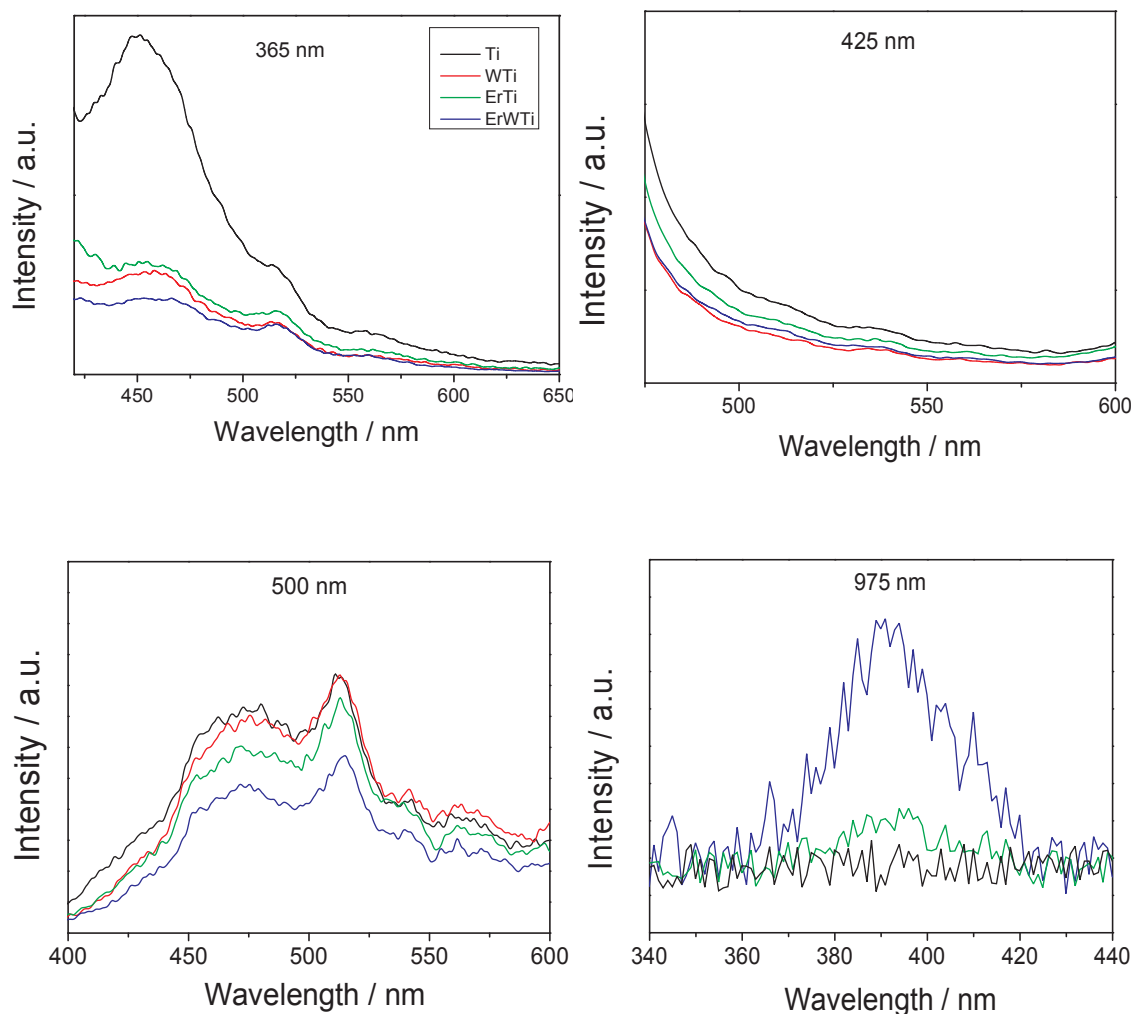 365 nm
Ti
WTi
ErTi
ErWTi
Intensity / a.u.
450 500 550 600 650
Wavelength / nm
425 nm
Intensity / a.u.
500 550 600
Wavelength / nm
500 nm
Intensity / a.u.
400 450 500 550 600
Wavelength / nm
975 nm
Intensity / a.u.
340 360 380 400 420 440
Wavelength / nm